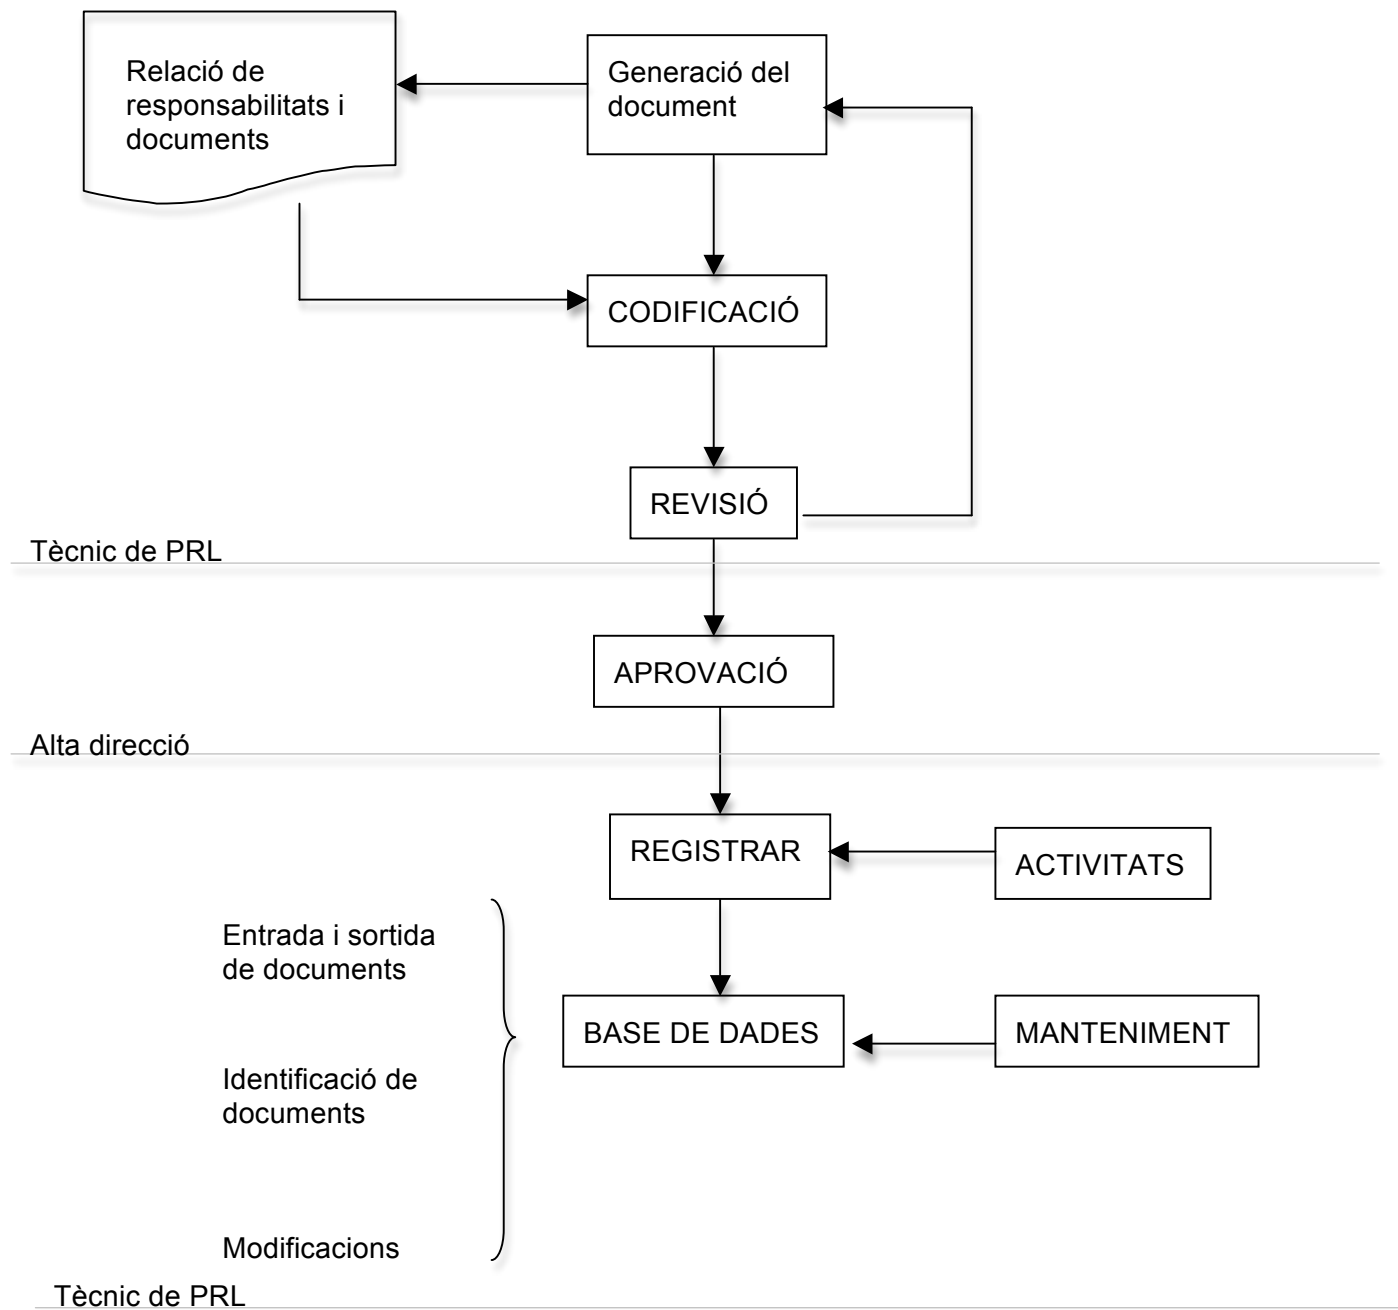 Relació de
responsabilitats i
documents
Generació del
document
CODIFICACIÓ
REVISIÓ
Tècnic de PRL
APROVACIÓ
Alta direcció
REGISTRAR
ACTIVITATS
Entrada i sortida
de documents
BASE DE DADES
MANTENIMENT
Identificació de
documents
Modificacions
Tècnic de PRL